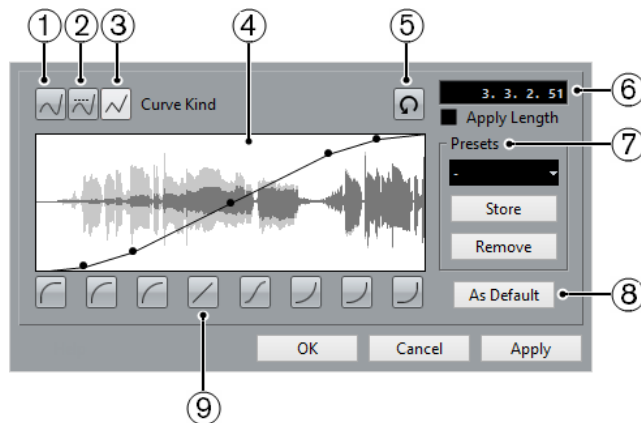 ① ② ③ ④ ⑤
3. 3. 2. 51 ⑥
Curve Kind
Apply Length
Presets ⑦
-
Store
Remove
As Default ⑧
OK Cancel Apply
⑨